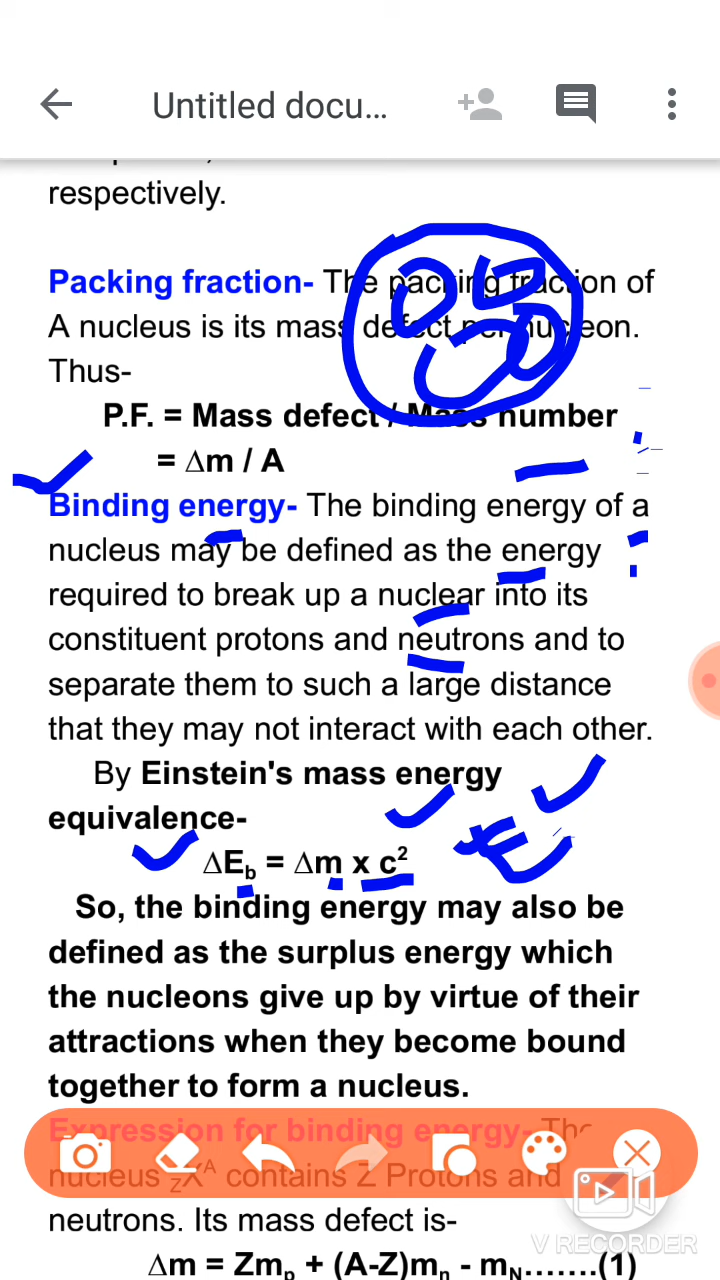 Untitled docu...
respectively.
Packing fraction- The packing fraction of
A nucleus is its mass defect per nucleon.
Thus-
P.F. = Mass defect / Mass number
= Δm / A
Binding energy- The binding energy of a
nucleus may be defined as the energy
required to break up a nuclear into its
constituent protons and neutrons and to
separate them to such a large distance
that they may not interact with each other.
By Einstein's mass energy
equivalence-
ΔE_b = Δm x c²
So, the binding energy may also be
defined as the surplus energy which
the nucleons give up by virtue of their
attractions when they become bound
together to form a nucleus.
Expression for binding energy- The
nucleus _ZX^A contains Z Protons and
neutrons. Its mass defect is-
Δm = Zm_p + (A-Z)m_n - m_N.......(1)
V RECORDER